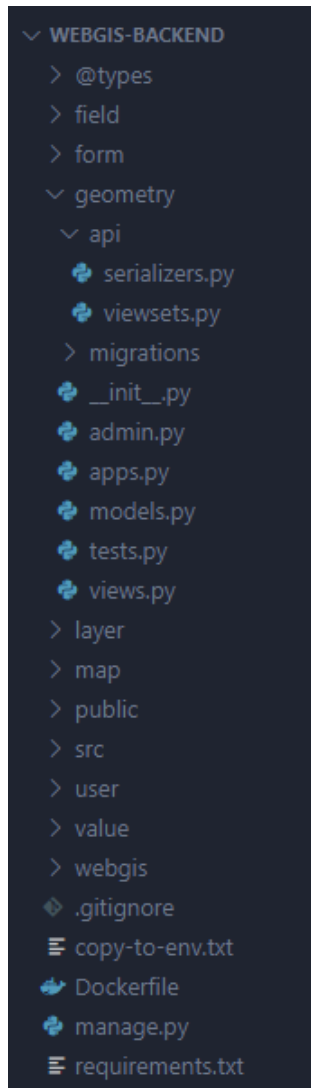 WEBGIS-BACKEND
@types
field
form
geometry
api
serializers.py
viewsets.py
migrations
__init__.py
admin.py
apps.py
models.py
tests.py
views.py
layer
map
public
src
user
value
webgis
.gitignore
copy-to-env.txt
Dockerfile
manage.py
requirements.txt